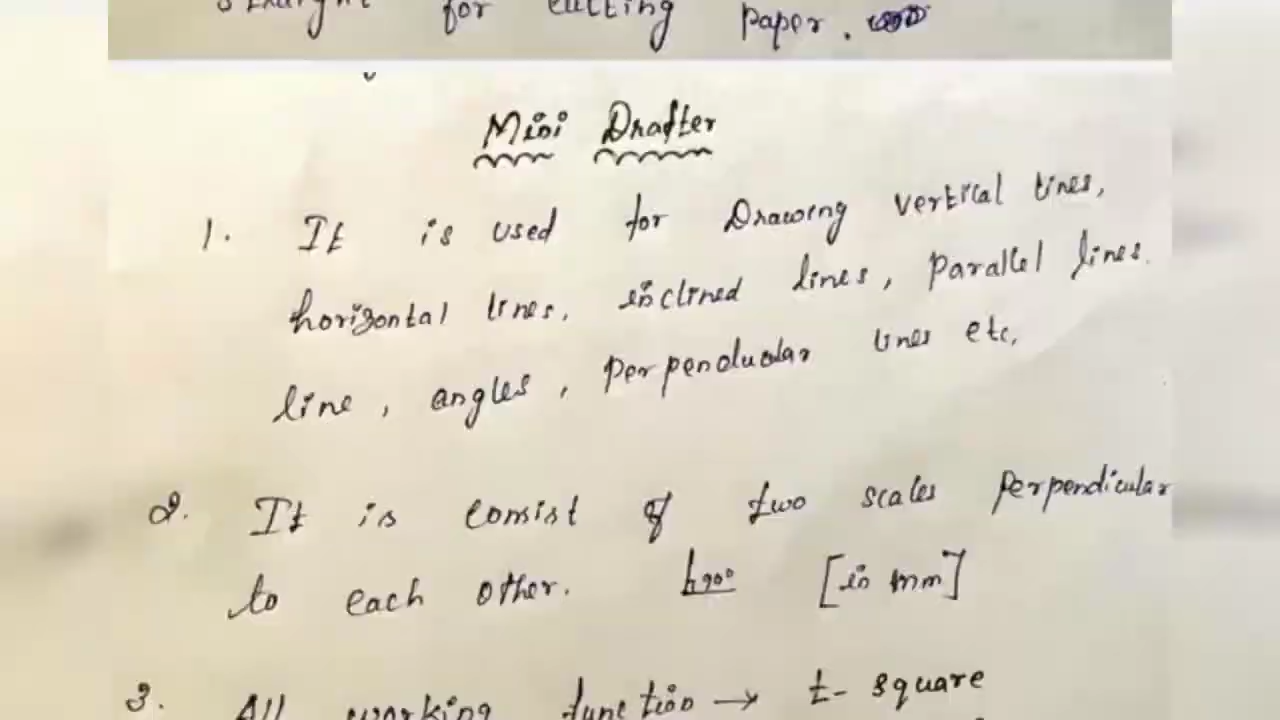 straight for cutting paper.
Mini Drafter
1. It is used for Drawing vertical lines,
horizontal lines, inclined lines, parallel lines.
line, angles, perpendicular lines etc,
2. It is consist of two scales perpendicular
to each other. 90° [in mm]
3. All working function → t- square